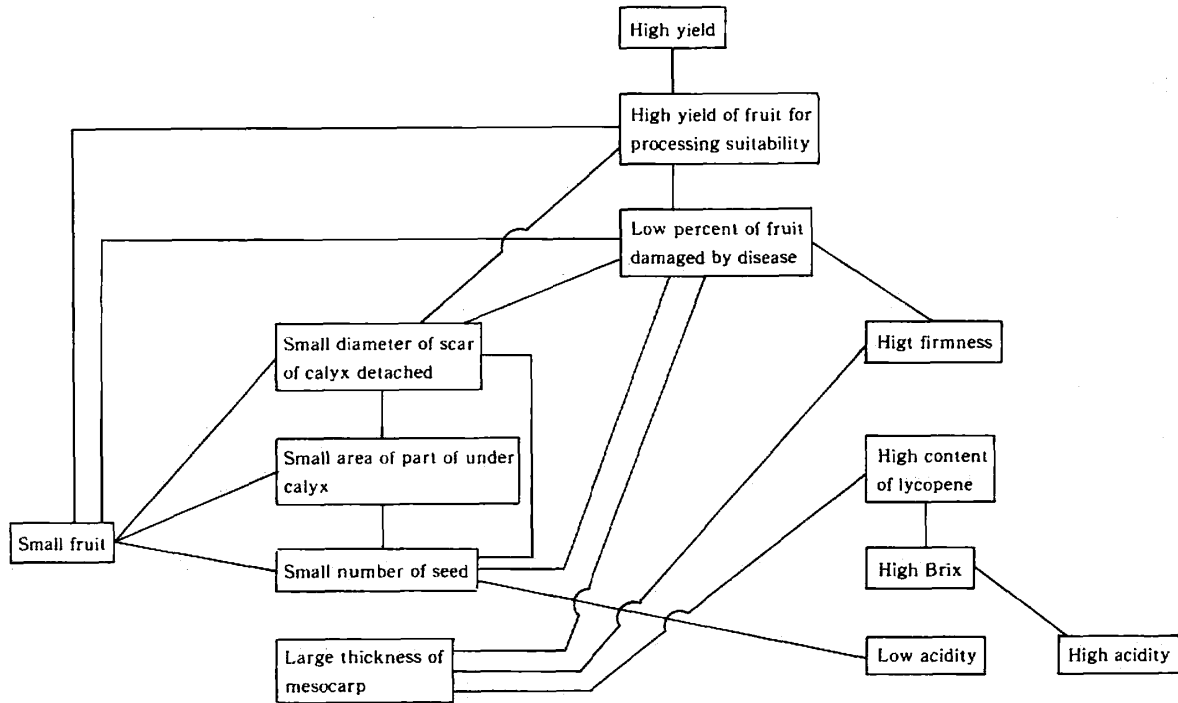 High yield
High yield of fruit for
processing suitability
Low percent of fruit
damaged by disease
Small diameter of scar
of calyx detached
Higt firmness
Small area of part of under
calyx
High content
of lycopene
Small fruit
Small number of seed
High Brix
Large thickness of
mesocarp
Low acidity
High acidity